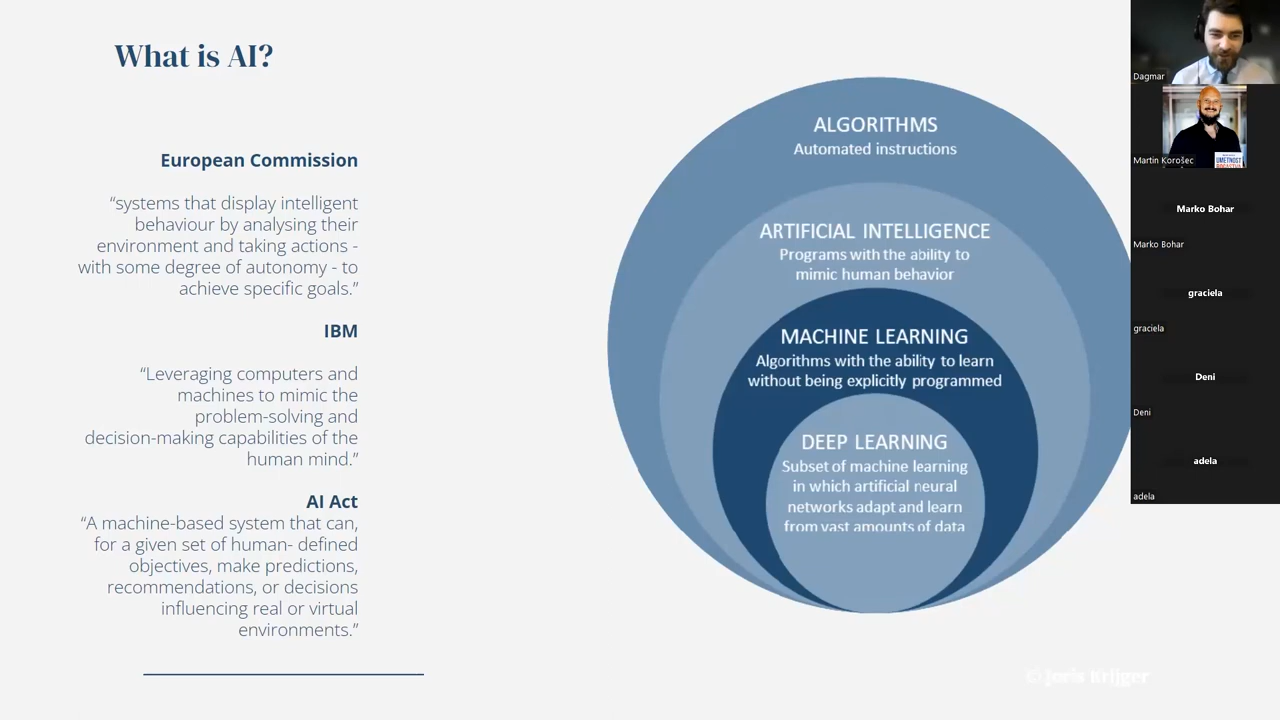 What is AI?
European Commission
“systems that display intelligent
behaviour by analysing their
environment and taking actions -
with some degree of autonomy - to
achieve specific goals.”
IBM
“Leveraging computers and
machines to mimic the
problem-solving and
decision-making capabilities of the
human mind.”
AI Act
“A machine-based system that can,
for a given set of human- defined
objectives, make predictions,
recommendations, or decisions
influencing real or virtual
environments.”
ALGORITHMS
Automated instructions
ARTIFICIAL INTELLIGENCE
Programs with the ability to
mimic human behavior
MACHINE LEARNING
Algorithms with the ability to learn
without being explicitly programmed
DEEP LEARNING
Subset of machine learning
in which artificial neural
networks adapt and learn
from vast amounts of data
© Joris Krijger
Dagmar
UMETNOST
BOGASTVA
Martin Korošec
Marko Bohar
Marko Bohar
graciela
graciela
Deni
Deni
adela
adela